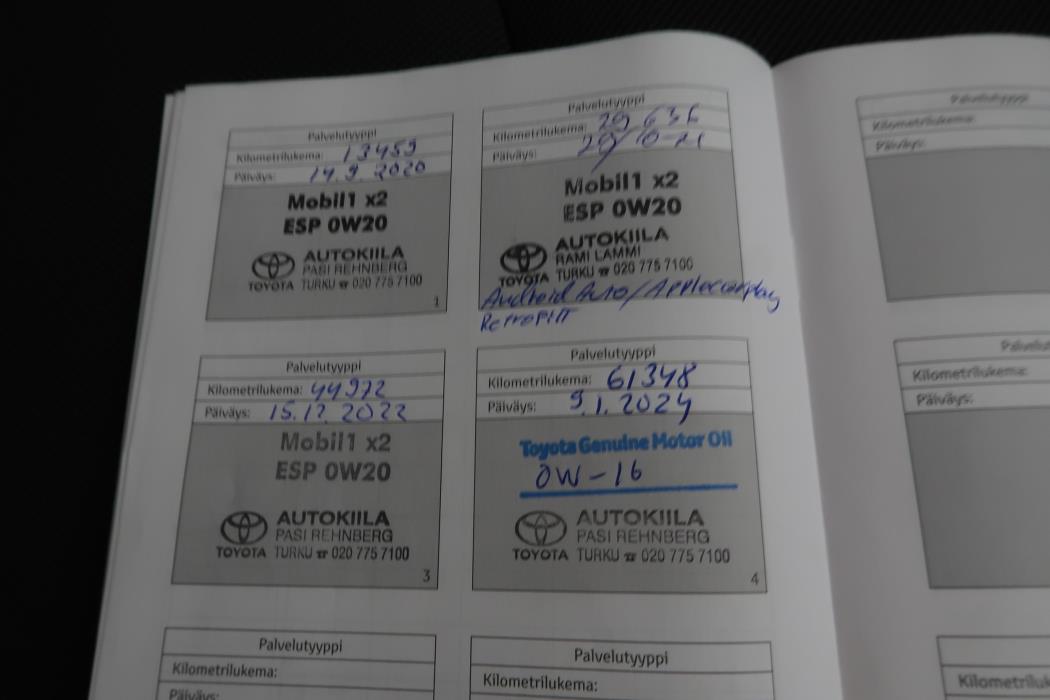 Palvelutyyppi
Kilometrilukema: 13459
Päiväys: 14.9. 2020
Mobil1 x2
ESP 0W20
AUTOKIILA
PASI REHNBERG
TOYOTA TURKU ☎ 020 775 7100
1
Palvelutyyppi
Kilometrilukema: 29 636
Päiväys: 29/10-21
Mobil1 x2
ESP 0W20
AUTOKIILA
RAMI LAMMI
TOYOTA TURKU ☎ 020 775 7100
Android Auto/Applecarplay
Retrofitt
Palvelutyyppi
Kilometrilukema: 44972
Päiväys: 15.12.2022
Mobil1 x2
ESP 0W20
AUTOKIILA
PASI REHNBERG
TOYOTA TURKU ☎ 020 775 7100
3
Palvelutyyppi
Kilometrilukema: 61348
Päiväys: 9.1.2024
Toyota Genuine Motor Oil
0W-16
AUTOKIILA
PASI REHNBERG
TOYOTA TURKU ☎ 020 775 7100
4
Palvelutyyppi
Kilometrilukema:
Päiväys:
Palvelutyyppi
Kilometrilukema:
Palvelutyyppi
Kilometrilukema:
Päiväys:
Kilometrilukema:
Päiväys: